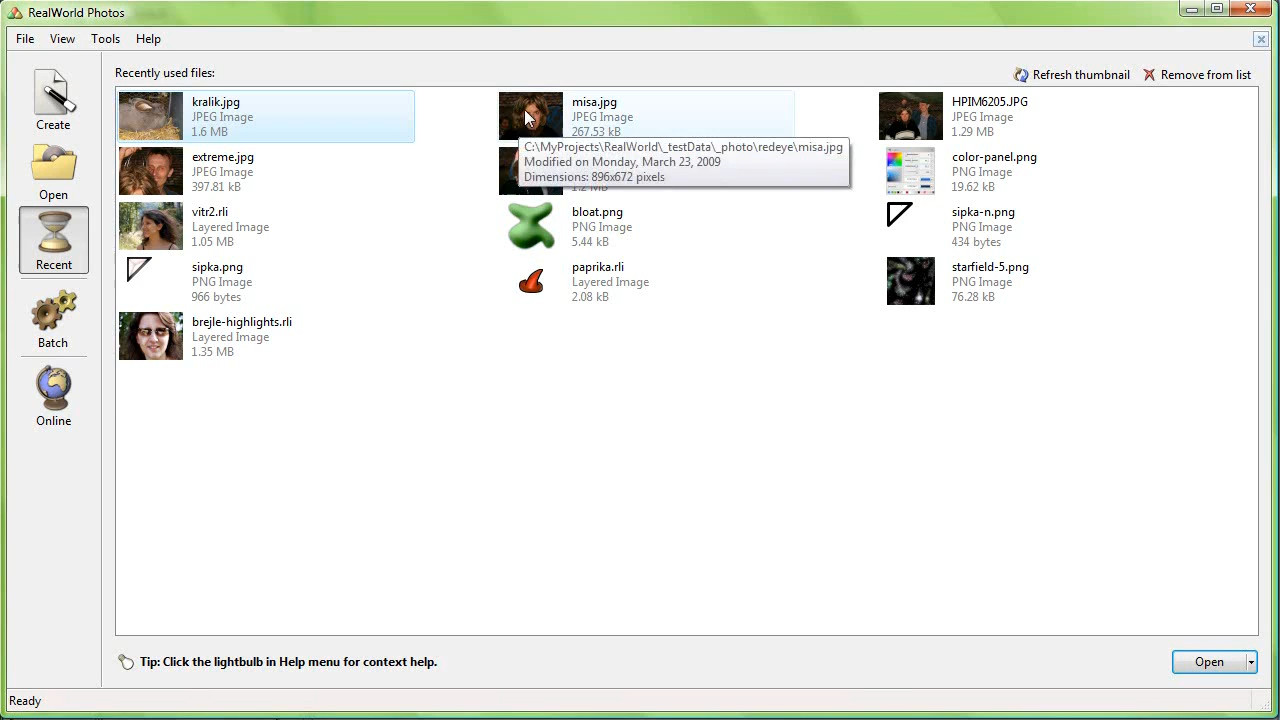 RealWorld Photos
File View Tools Help
Recently used files:
Refresh thumbnail
Remove from list
Create
Open
Recent
Batch
Online
kralik.jpg
JPEG Image
1.6 MB
misa.jpg
JPEG Image
267.53 kB
HPIM6205.JPG
JPEG Image
1.29 MB
C:\MyProjects\RealWorld\_testData\_photo\redeye\misa.jpg
Modified on Monday, March 23, 2009
Dimensions: 896x672 pixels
JPEG Image
397.81 kB
1.2 MB
color-panel.png
PNG Image
19.62 kB
vitr2.rli
Layered Image
1.05 MB
bloat.png
PNG Image
5.44 kB
sipka-n.png
PNG Image
434 bytes
sipka.png
PNG Image
966 bytes
paprika.rli
Layered Image
2.08 kB
starfield-5.png
PNG Image
76.28 kB
brejle-highlights.rli
Layered Image
1.35 MB
Tip: Click the lightbulb in Help menu for context help.
Open
Ready